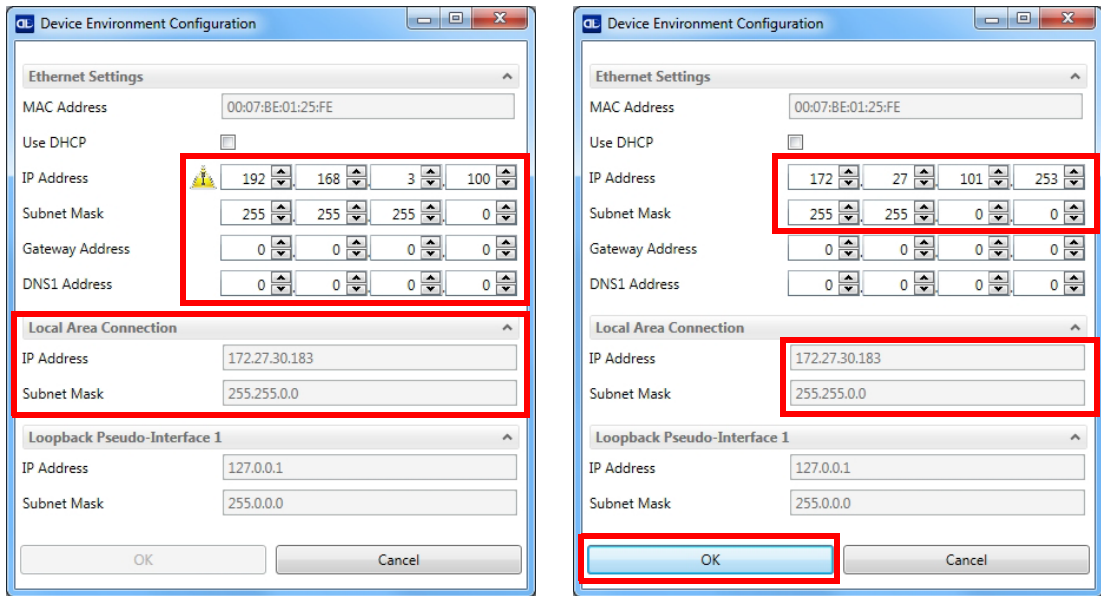 Device Environment Configuration
Ethernet Settings
MAC Address 00:07:BE:01:25:FE
Use DHCP
IP Address 192 . 168 . 3 . 100
Subnet Mask 255 . 255 . 255 . 0
Gateway Address 0 . 0 . 0 . 0
DNS1 Address 0 . 0 . 0 . 0
Local Area Connection
IP Address 172.27.30.183
Subnet Mask 255.255.0.0
Loopback Pseudo-Interface 1
IP Address 127.0.0.1
Subnet Mask 255.0.0.0
OK Cancel
Device Environment Configuration
Ethernet Settings
MAC Address 00:07:BE:01:25:FE
Use DHCP
IP Address 172 . 27 . 101 . 253
Subnet Mask 255 . 255 . 0 . 0
Gateway Address 0 . 0 . 0 . 0
DNS1 Address 0 . 0 . 0 . 0
Local Area Connection
IP Address 172.27.30.183
Subnet Mask 255.255.0.0
Loopback Pseudo-Interface 1
IP Address 127.0.0.1
Subnet Mask 255.0.0.0
OK Cancel